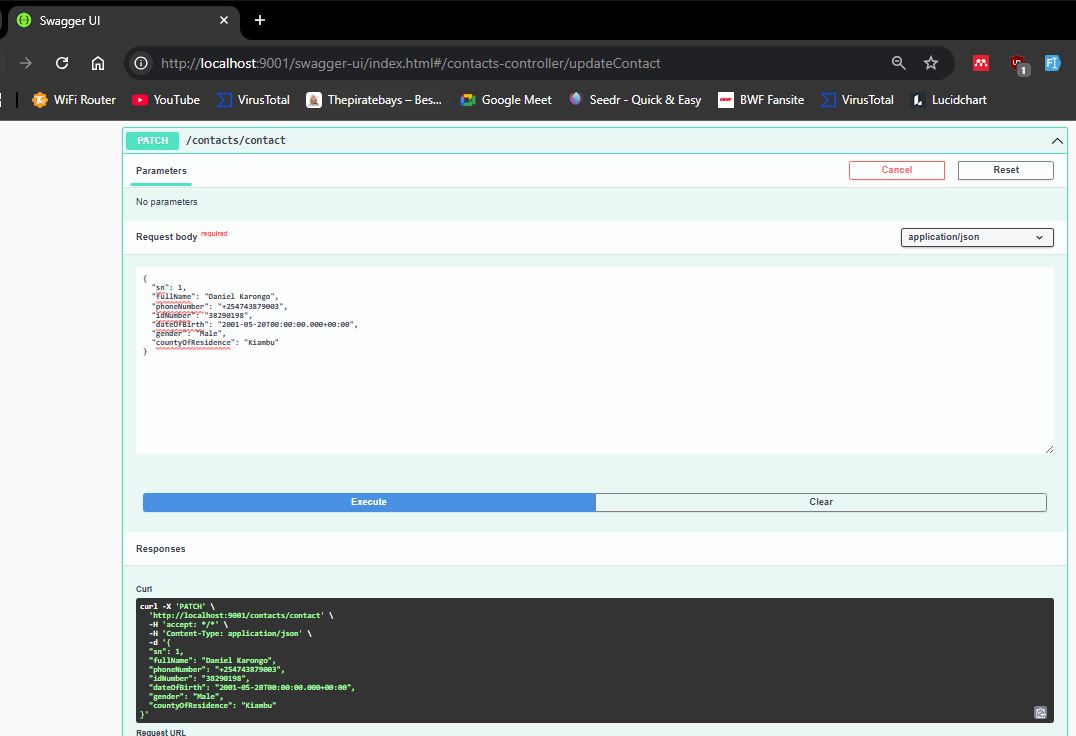 Swagger UI
http://localhost:9001/swagger-ui/index.html#/contacts-controller/updateContact
1
WiFi Router
YouTube
VirusTotal
Thepiratebays – Bes...
Google Meet
Seedr - Quick & Easy
BWF Fansite
VirusTotal
Lucidchart
PATCH /contacts/contact
Parameters
Cancel
Reset
No parameters
Request body required
application/json
{
"sn": 1,
"fullName": "Daniel Karongo",
"phoneNumber": "+254743879003",
"idNumber": "38290198",
"dateOfBirth": "2001-05-20T00:00:00.000+00:00",
"gender": "Male",
"countyOfResidence": "Kiambu"
}
Execute
Clear
Responses
Curl
curl -X 'PATCH' \
'http://localhost:9001/contacts/contact' \
-H 'accept: */*' \
-H 'Content-Type: application/json' \
-d '{
"sn": 1,
"fullName": "Daniel Karongo",
"phoneNumber": "+254743879003",
"idNumber": "38290198",
"dateOfBirth": "2001-05-20T00:00:00.000+00:00",
"gender": "Male",
"countyOfResidence": "Kiambu"
}'
Request URL